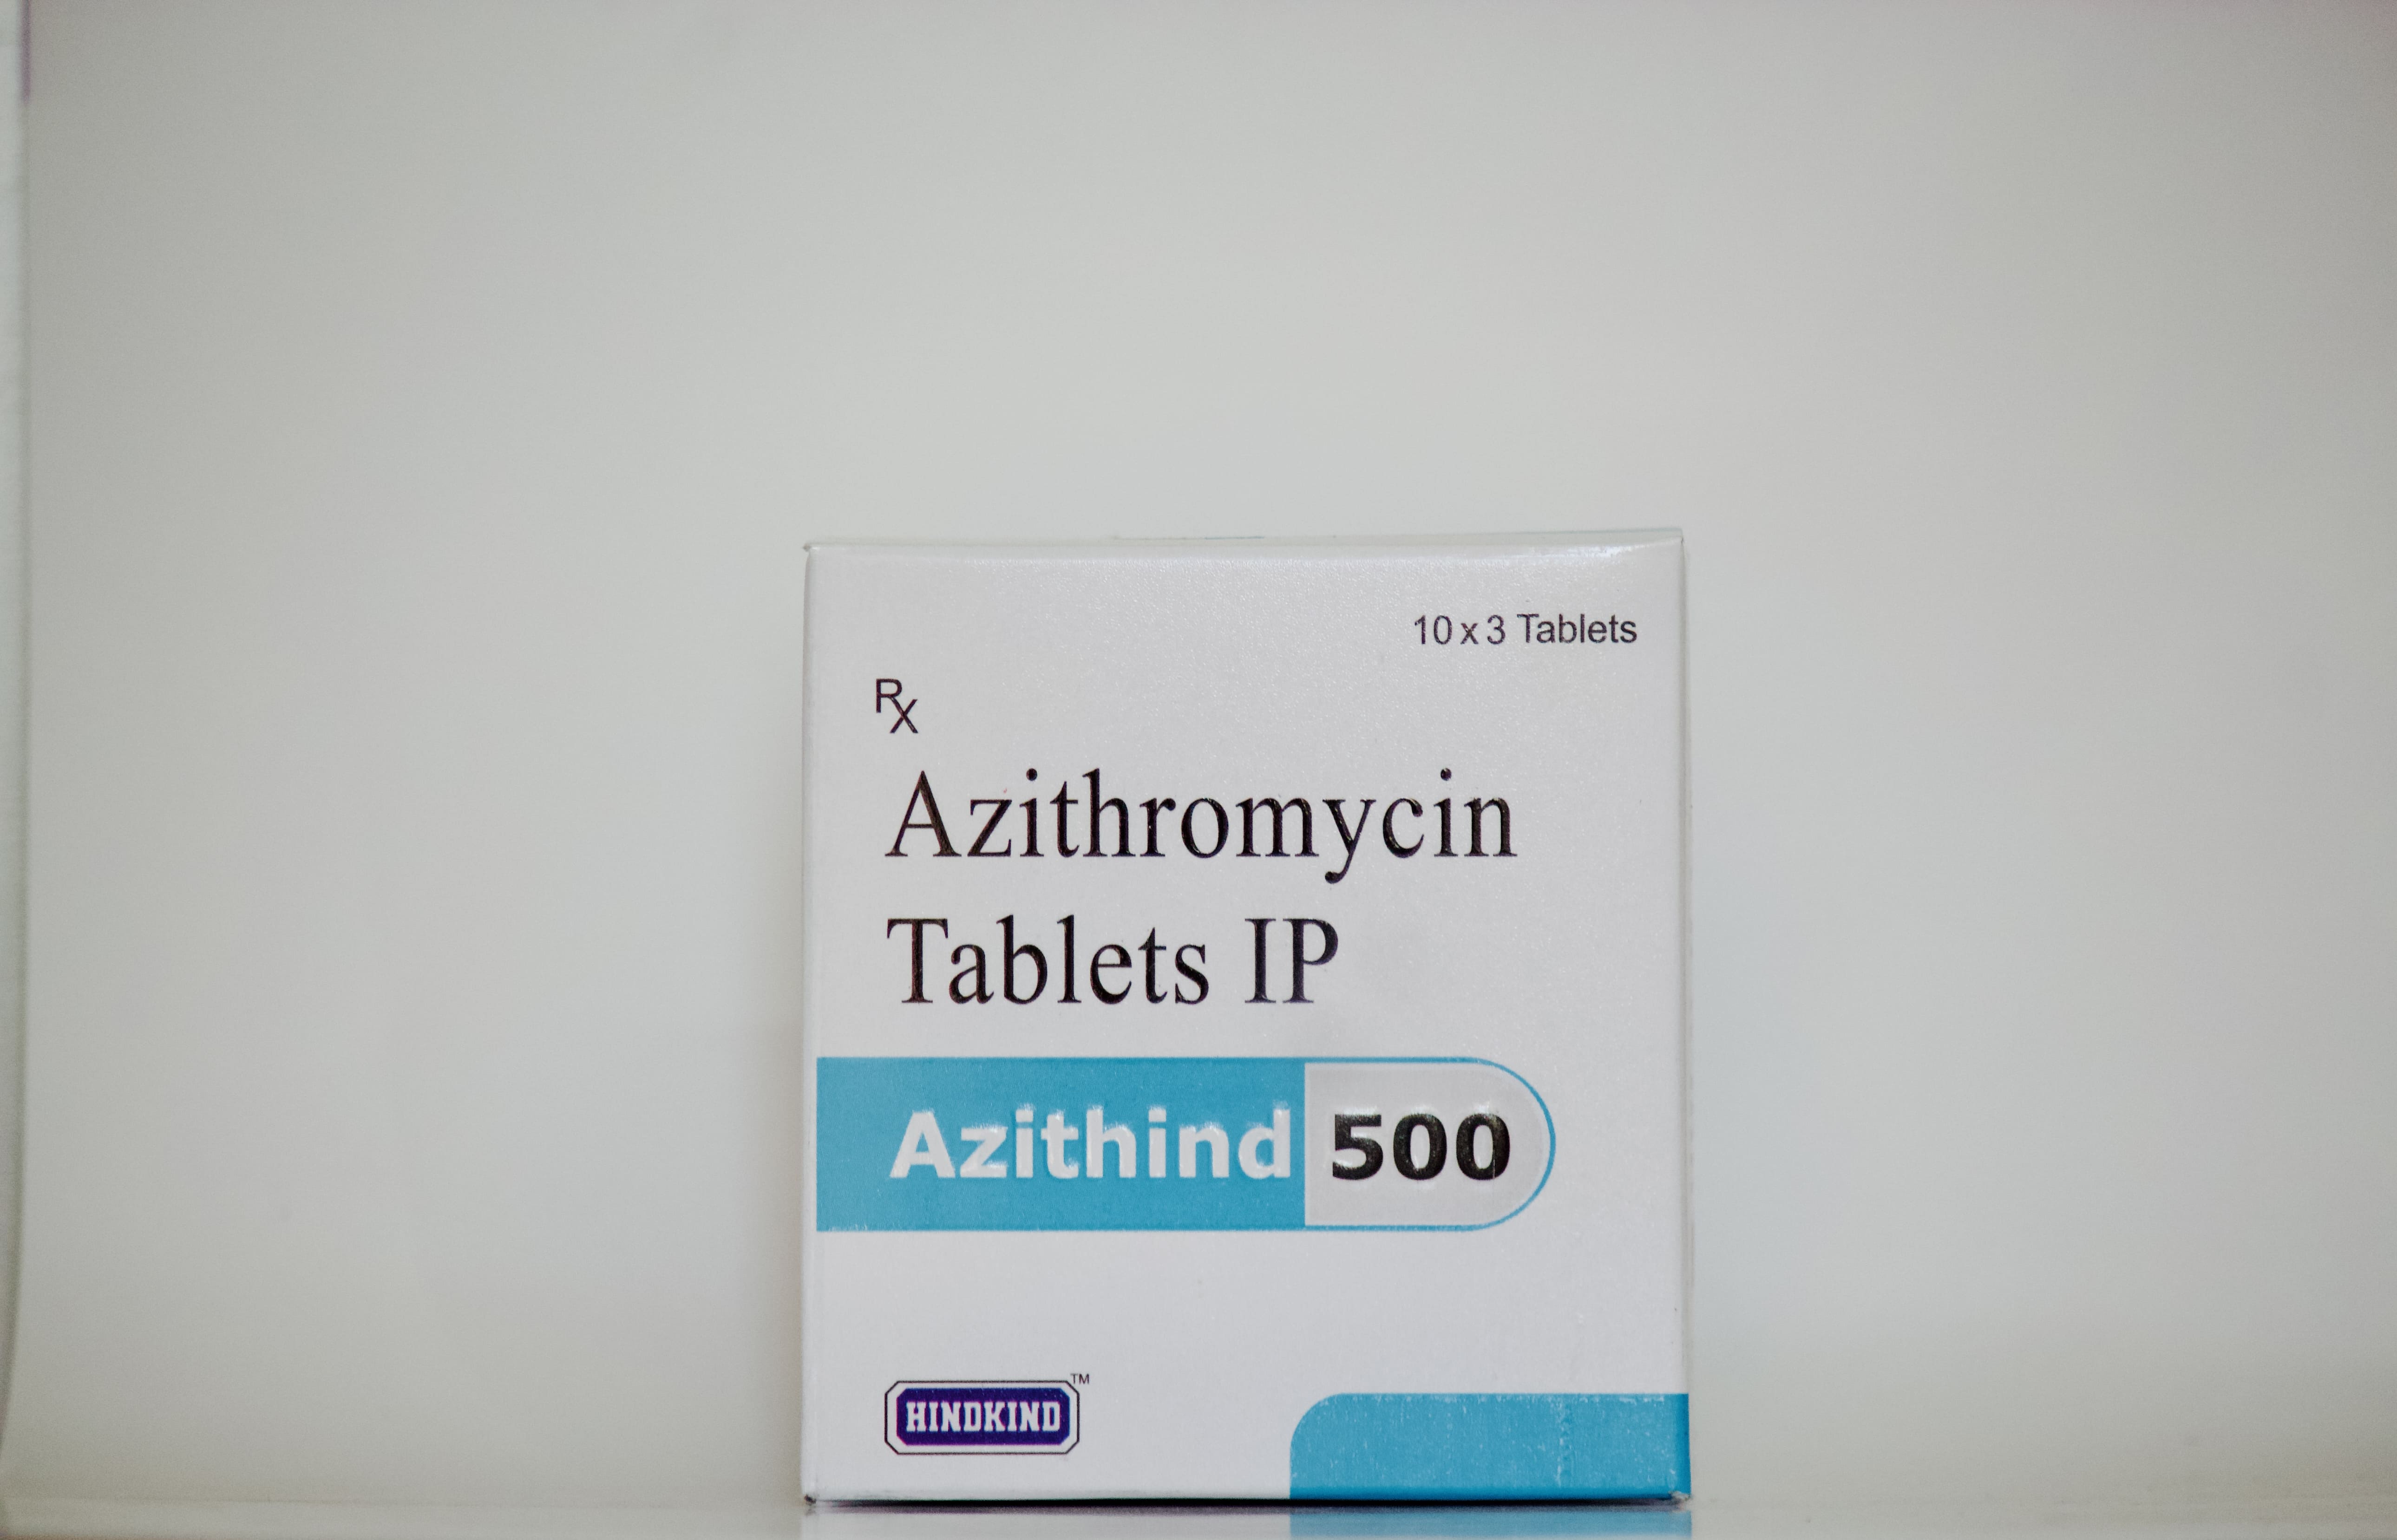 10 x 3 Tablets
Rx
Azithromycin
Tablets IP
Azithind 500
HINDKIND™